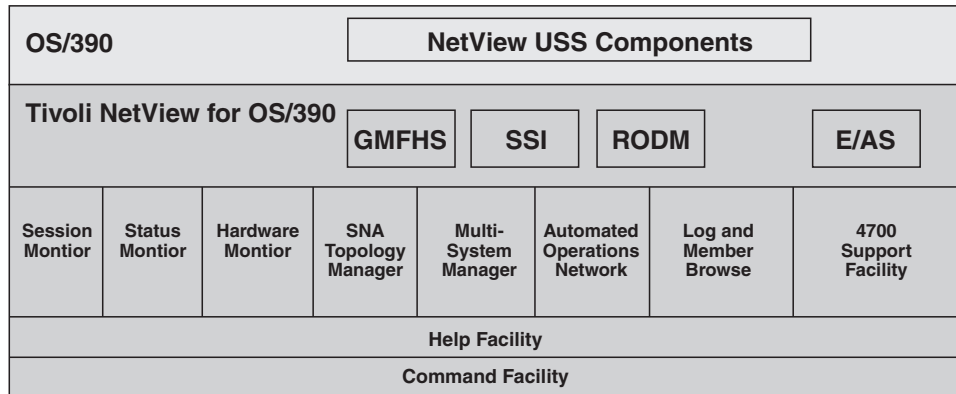 OS/390
NetView USS Components
Tivoli NetView for OS/390
GMFHS
SSI
RODM
E/AS
Session
Montior
Status
Montior
Hardware
Montior
SNA
Topology
Manager
Multi-
System
Manager
Automated
Operations
Network
Log and
Member
Browse
4700
Support
Facility
Help Facility
Command Facility